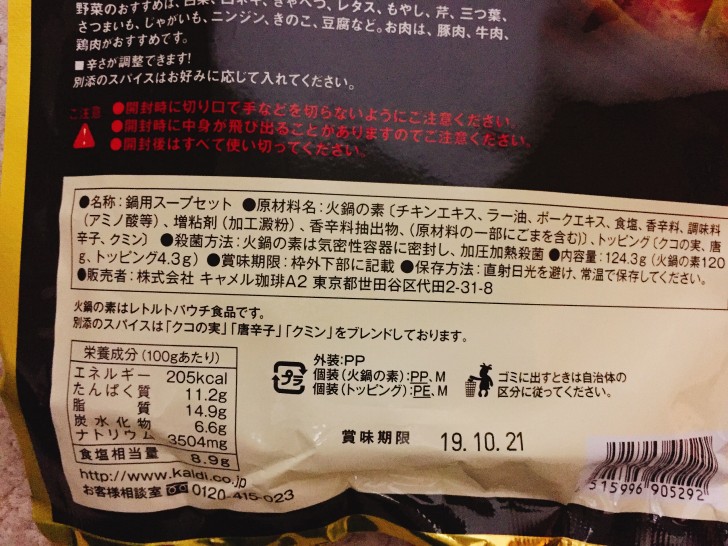 野菜のおすすめは、白菜、白ネギ、きゃべつ、レタス、もやし、芹、三つ葉、
さつまいも、じゃがいも、ニンジン、きのこ、豆腐など。お肉は、豚肉、牛肉、
鶏肉がおすすめです。
■辛さが調整できます!
別添のスパイスはお好みに応じて入れてください。
ご注意 ●開封時に切り口で手などを切らないようにご注意ください。
●開封時に中身が飛び出ることがありますのでご注意ください。
●開封後はすべて使い切ってください。
●名称:鍋用スープセット ●原材料名:火鍋の素〔チキンエキス、ラー油、ポークエキス、食塩、香辛料、調味料
(アミノ酸等)、増粘剤(加工澱粉)、香辛料抽出物、(原材料の一部にごまを含む)〕、トッピング〔クコの実、唐
辛子、クミン〕 ●殺菌方法:火鍋の素は気密性容器に密封し、加圧加熱殺菌 ●内容量:124.3g(火鍋の素120
g、トッピング4.3g) ●賞味期限:枠外下部に記載 ●保存方法:直射日光を避け、常温で保存してください。
●販売者:株式会社 キャメル珈琲A2 東京都世田谷区代田2-31-8
火鍋の素はレトルトパウチ食品です。
別添のスパイスは「クコの実」「唐辛子」「クミン」をブレンドしております。
栄養成分(100gあたり)
エネルギー 205kcal
たんぱく質 11.2g
脂質 14.9g
炭水化物 6.6g
ナトリウム 3504mg
食塩相当量 8.9g
プラ
外装:PP
個装(火鍋の素):PP、M
個装(トッピング):PE、M
ゴミに出すときは自治体の
区分に従ってください。
賞味期限 19.10.21
http://www.kaldi.co.jp
お客様相談室 0120-415-023
515996 905292